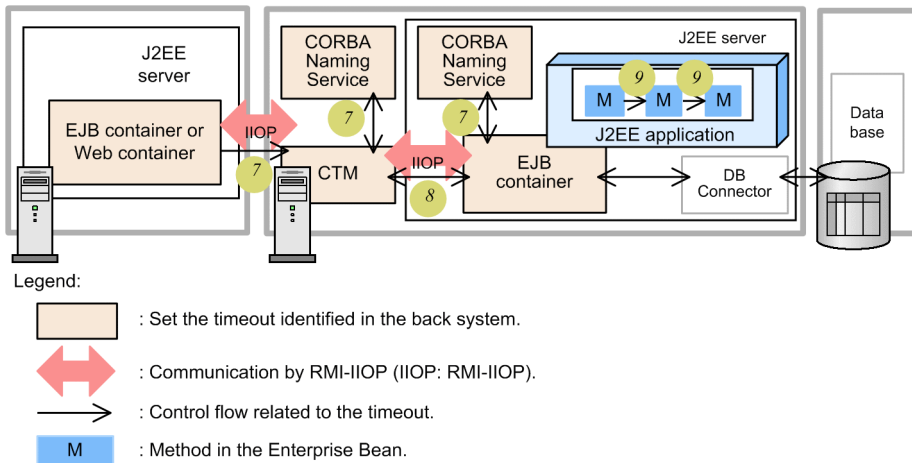 J2EE
server
EJB container or
Web container
IIOP
7
CORBA
Naming
Service
7
CTM
IIOP
8
CORBA
Naming
Service
7
EJB
container
J2EE server
9
9
M
M
M
J2EE application
DB
Connector
Data
base
Legend:
: Set the timeout identified in the back system.
: Communication by RMI-IIOP (IIOP: RMI-IIOP).
: Control flow related to the timeout.
M
: Method in the Enterprise Bean.